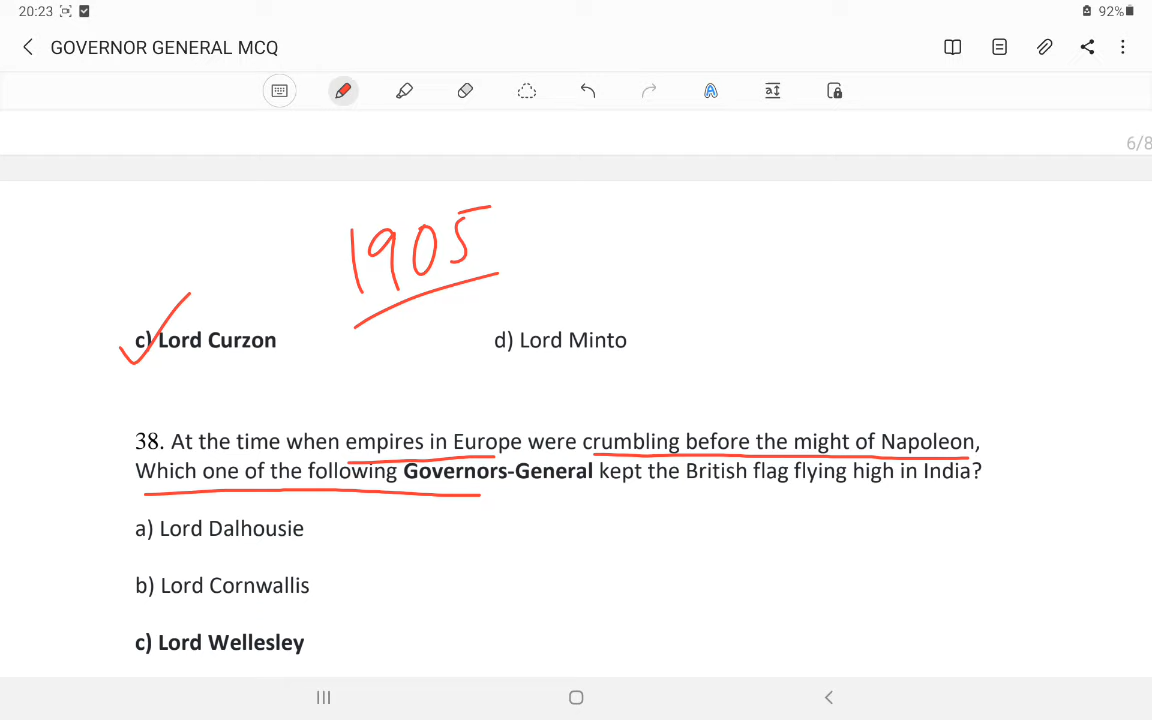 20:23 92%
GOVERNOR GENERAL MCQ
6/8
1905
c) Lord Curzon d) Lord Minto
38. At the time when empires in Europe were crumbling before the might of Napoleon,
Which one of the following Governors-General kept the British flag flying high in India?
a) Lord Dalhousie
b) Lord Cornwallis
c) Lord Wellesley